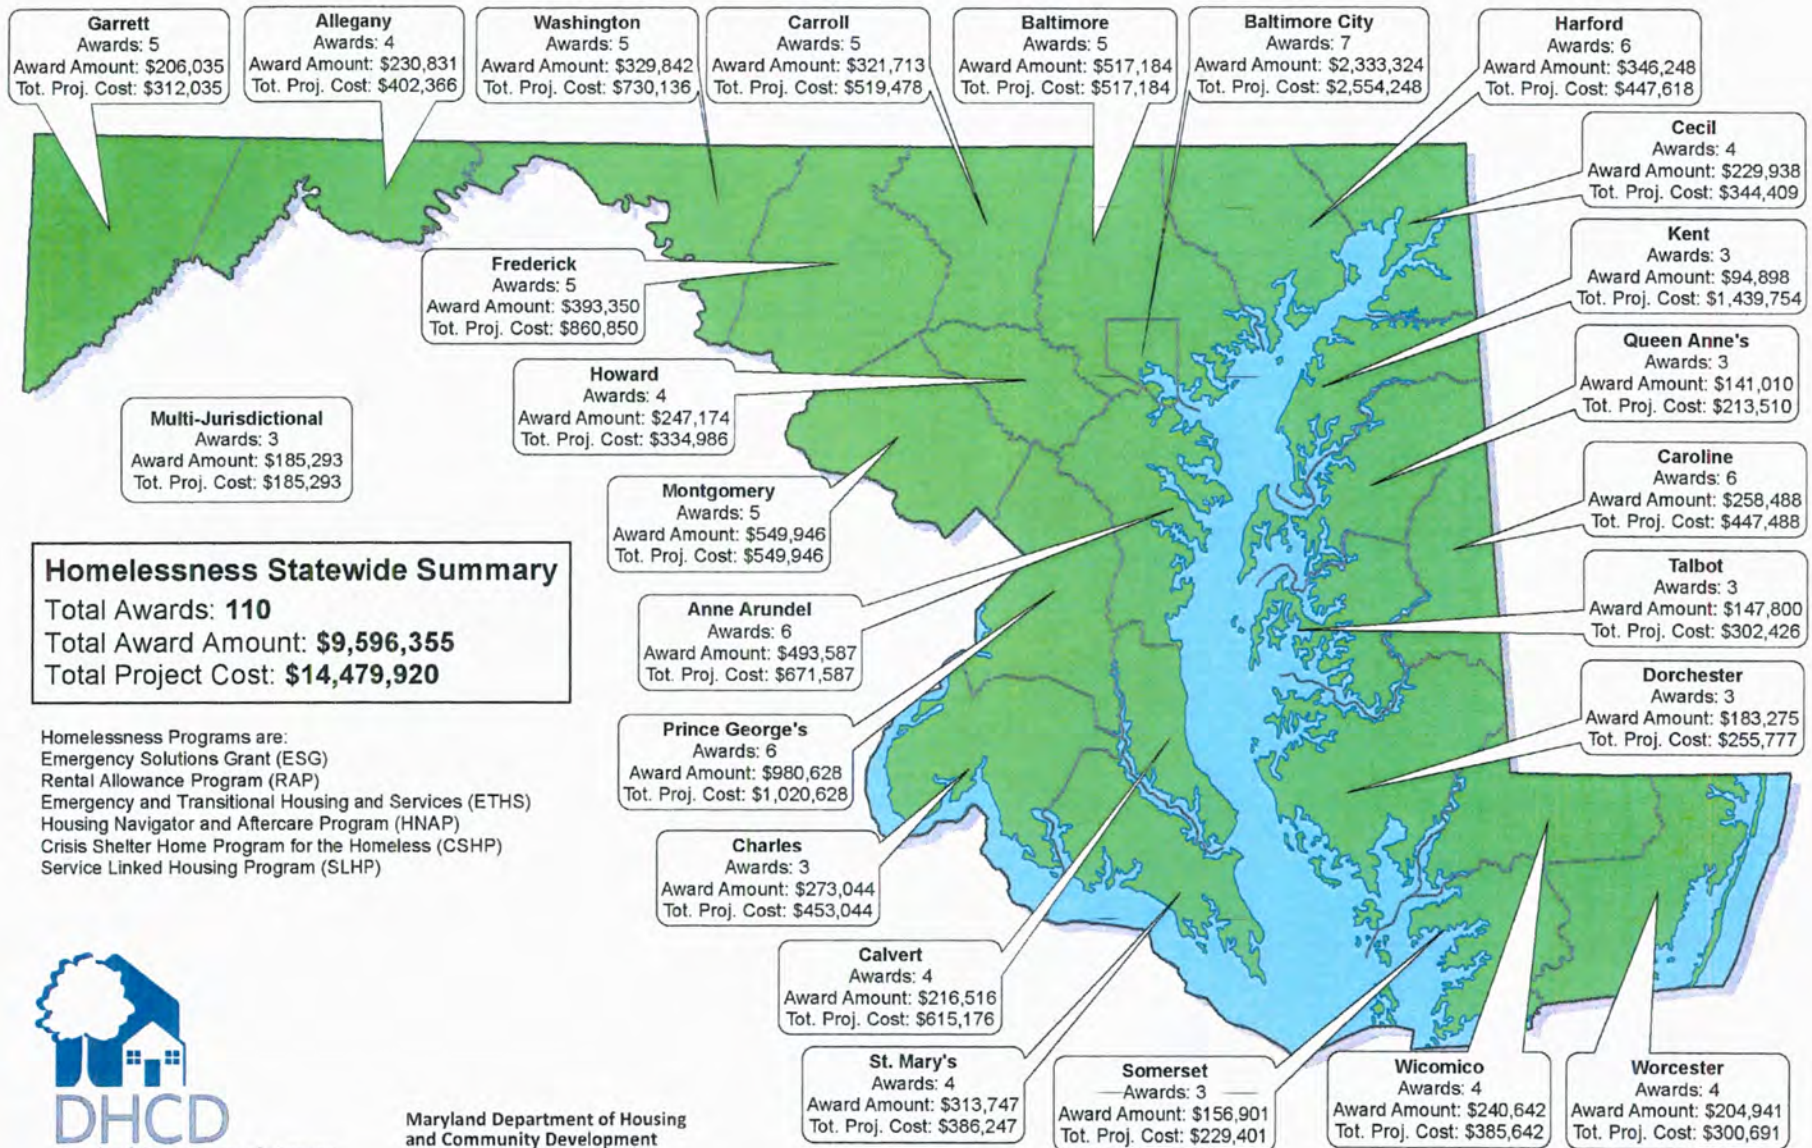 Garrett
Awards: 5
Award Amount: $206,035
Tot. Proj. Cost: $312,035
Allegany
Awards: 4
Award Amount: $230,831
Tot. Proj. Cost: $402,366
Washington
Awards: 5
Award Amount: $329,842
Tot. Proj. Cost: $730,136
Carroll
Awards: 5
Award Amount: $321,713
Tot. Proj. Cost: $519,478
Baltimore
Awards: 5
Award Amount: $517,184
Tot. Proj. Cost: $517,184
Baltimore City
Awards: 7
Award Amount: $2,333,324
Tot. Proj. Cost: $2,554,248
Harford
Awards: 6
Award Amount: $346,248
Tot. Proj. Cost: $447,618
Cecil
Awards: 4
Award Amount: $229,938
Tot. Proj. Cost: $344,409
Frederick
Awards: 5
Award Amount: $393,350
Tot. Proj. Cost: $860,850
Kent
Awards: 3
Award Amount: $94,898
Tot. Proj. Cost: $1,439,754
Howard
Awards: 4
Award Amount: $247,174
Tot. Proj. Cost: $334,986
Queen Anne's
Awards: 3
Award Amount: $141,010
Tot. Proj. Cost: $213,510
Multi-Jurisdictional
Awards: 3
Award Amount: $185,293
Tot. Proj. Cost: $185,293
Montgomery
Awards: 5
Award Amount: $549,946
Tot. Proj. Cost: $549,946
Caroline
Awards: 6
Award Amount: $258,488
Tot. Proj. Cost: $447,488
Homelessness Statewide Summary
Total Awards: 110
Total Award Amount: $9,596,355
Total Project Cost: $14,479,920
Anne Arundel
Awards: 6
Award Amount: $493,587
Tot. Proj. Cost: $671,587
Talbot
Awards: 3
Award Amount: $147,800
Tot. Proj. Cost: $302,426
Prince George's
Awards: 6
Award Amount: $980,628
Tot. Proj. Cost: $1,020,628
Dorchester
Awards: 3
Award Amount: $183,275
Tot. Proj. Cost: $255,777
Homelessness Programs are:
Emergency Solutions Grant (ESG)
Rental Allowance Program (RAP)
Emergency and Transitional Housing and Services (ETHS)
Housing Navigator and Aftercare Program (HNAP)
Crisis Shelter Home Program for the Homeless (CSHP)
Service Linked Housing Program (SLHP)
Charles
Awards: 3
Award Amount: $273,044
Tot. Proj. Cost: $453,044
Calvert
Awards: 4
Award Amount: $216,516
Tot. Proj. Cost: $615,176
St. Mary's
Awards: 4
Award Amount: $313,747
Tot. Proj. Cost: $386,247
Somerset
Awards: 3
Award Amount: $156,901
Tot. Proj. Cost: $229,401
Wicomico
Awards: 4
Award Amount: $240,642
Tot. Proj. Cost: $385,642
Worcester
Awards: 4
Award Amount: $204,941
Tot. Proj. Cost: $300,691
DHCD
Maryland Department of Housing
and Community Development